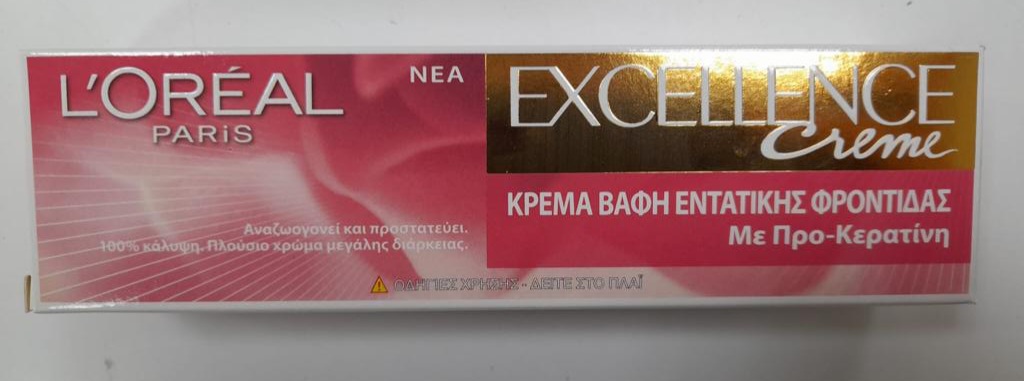 L'ORÉAL
PARiS
ΝΕΑ
Αναζωογονεί και προστατεύει.
100% κάλυψη. Πλούσιο χρώμα μεγάλης διάρκειας.
EXCELLENCE
Creme
ΚΡΕΜΑ ΒΑΦΗ ΕΝΤΑΤΙΚΗΣ ΦΡΟΝΤΙΔΑΣ
Με Προ-Κερατίνη
ΟΔΗΓΙΕΣ ΧΡΗΣΗΣ - ΔΕΙΤΕ ΣΤΟ ΠΛΑΪ